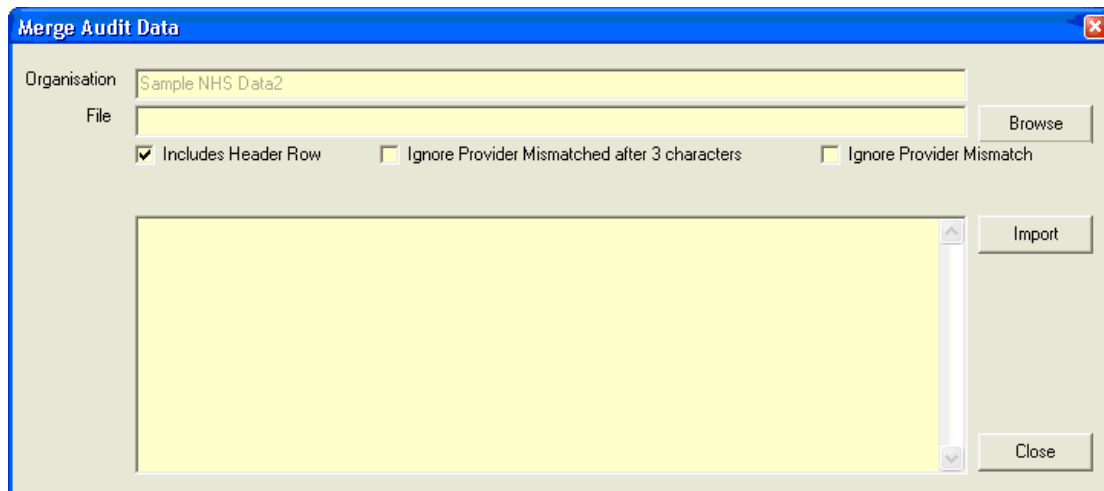 Merge Audit Data
Organisation Sample NHS Data2
File Browse
Includes Header Row Ignore Provider Mismatched after 3 characters Ignore Provider Mismatch
Import
Close